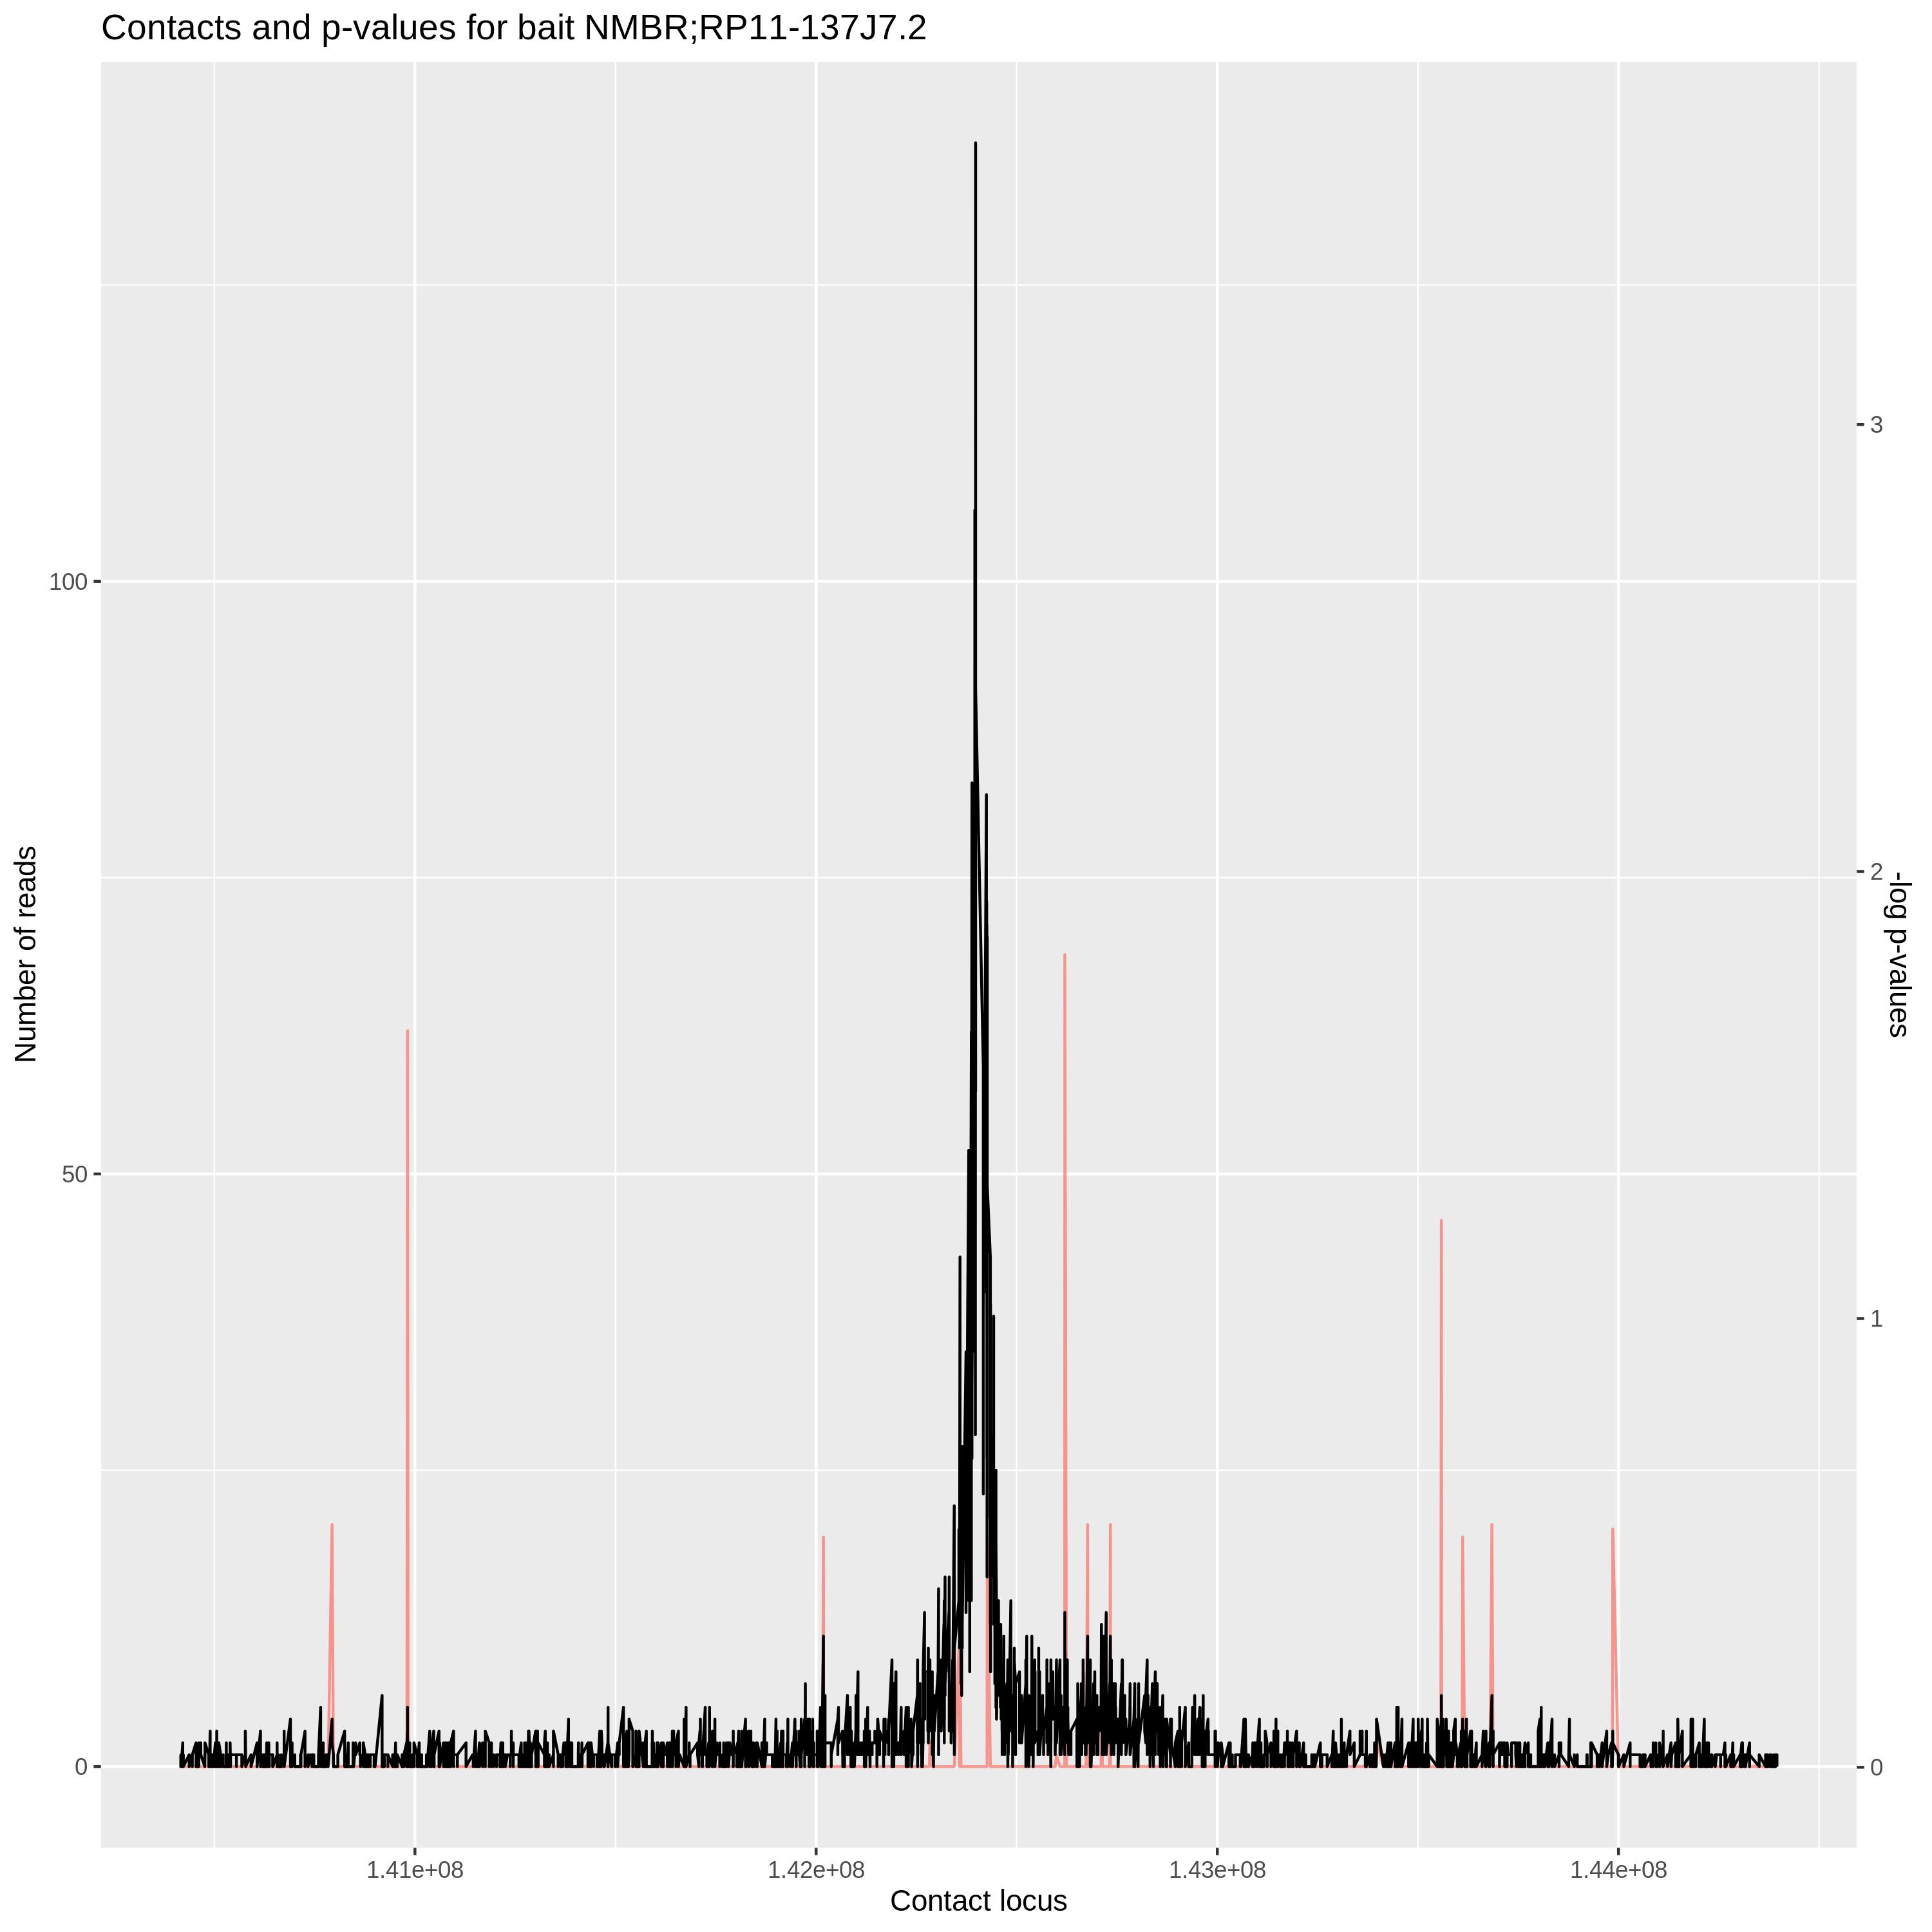 Contacts and p-values for bait NMBR;RP11-137J7.2
Number of reads
100
50
0
3
2
1
0
-log p-values
1.41e+08
1.42e+08
1.43e+08
1.44e+08
Contact locus